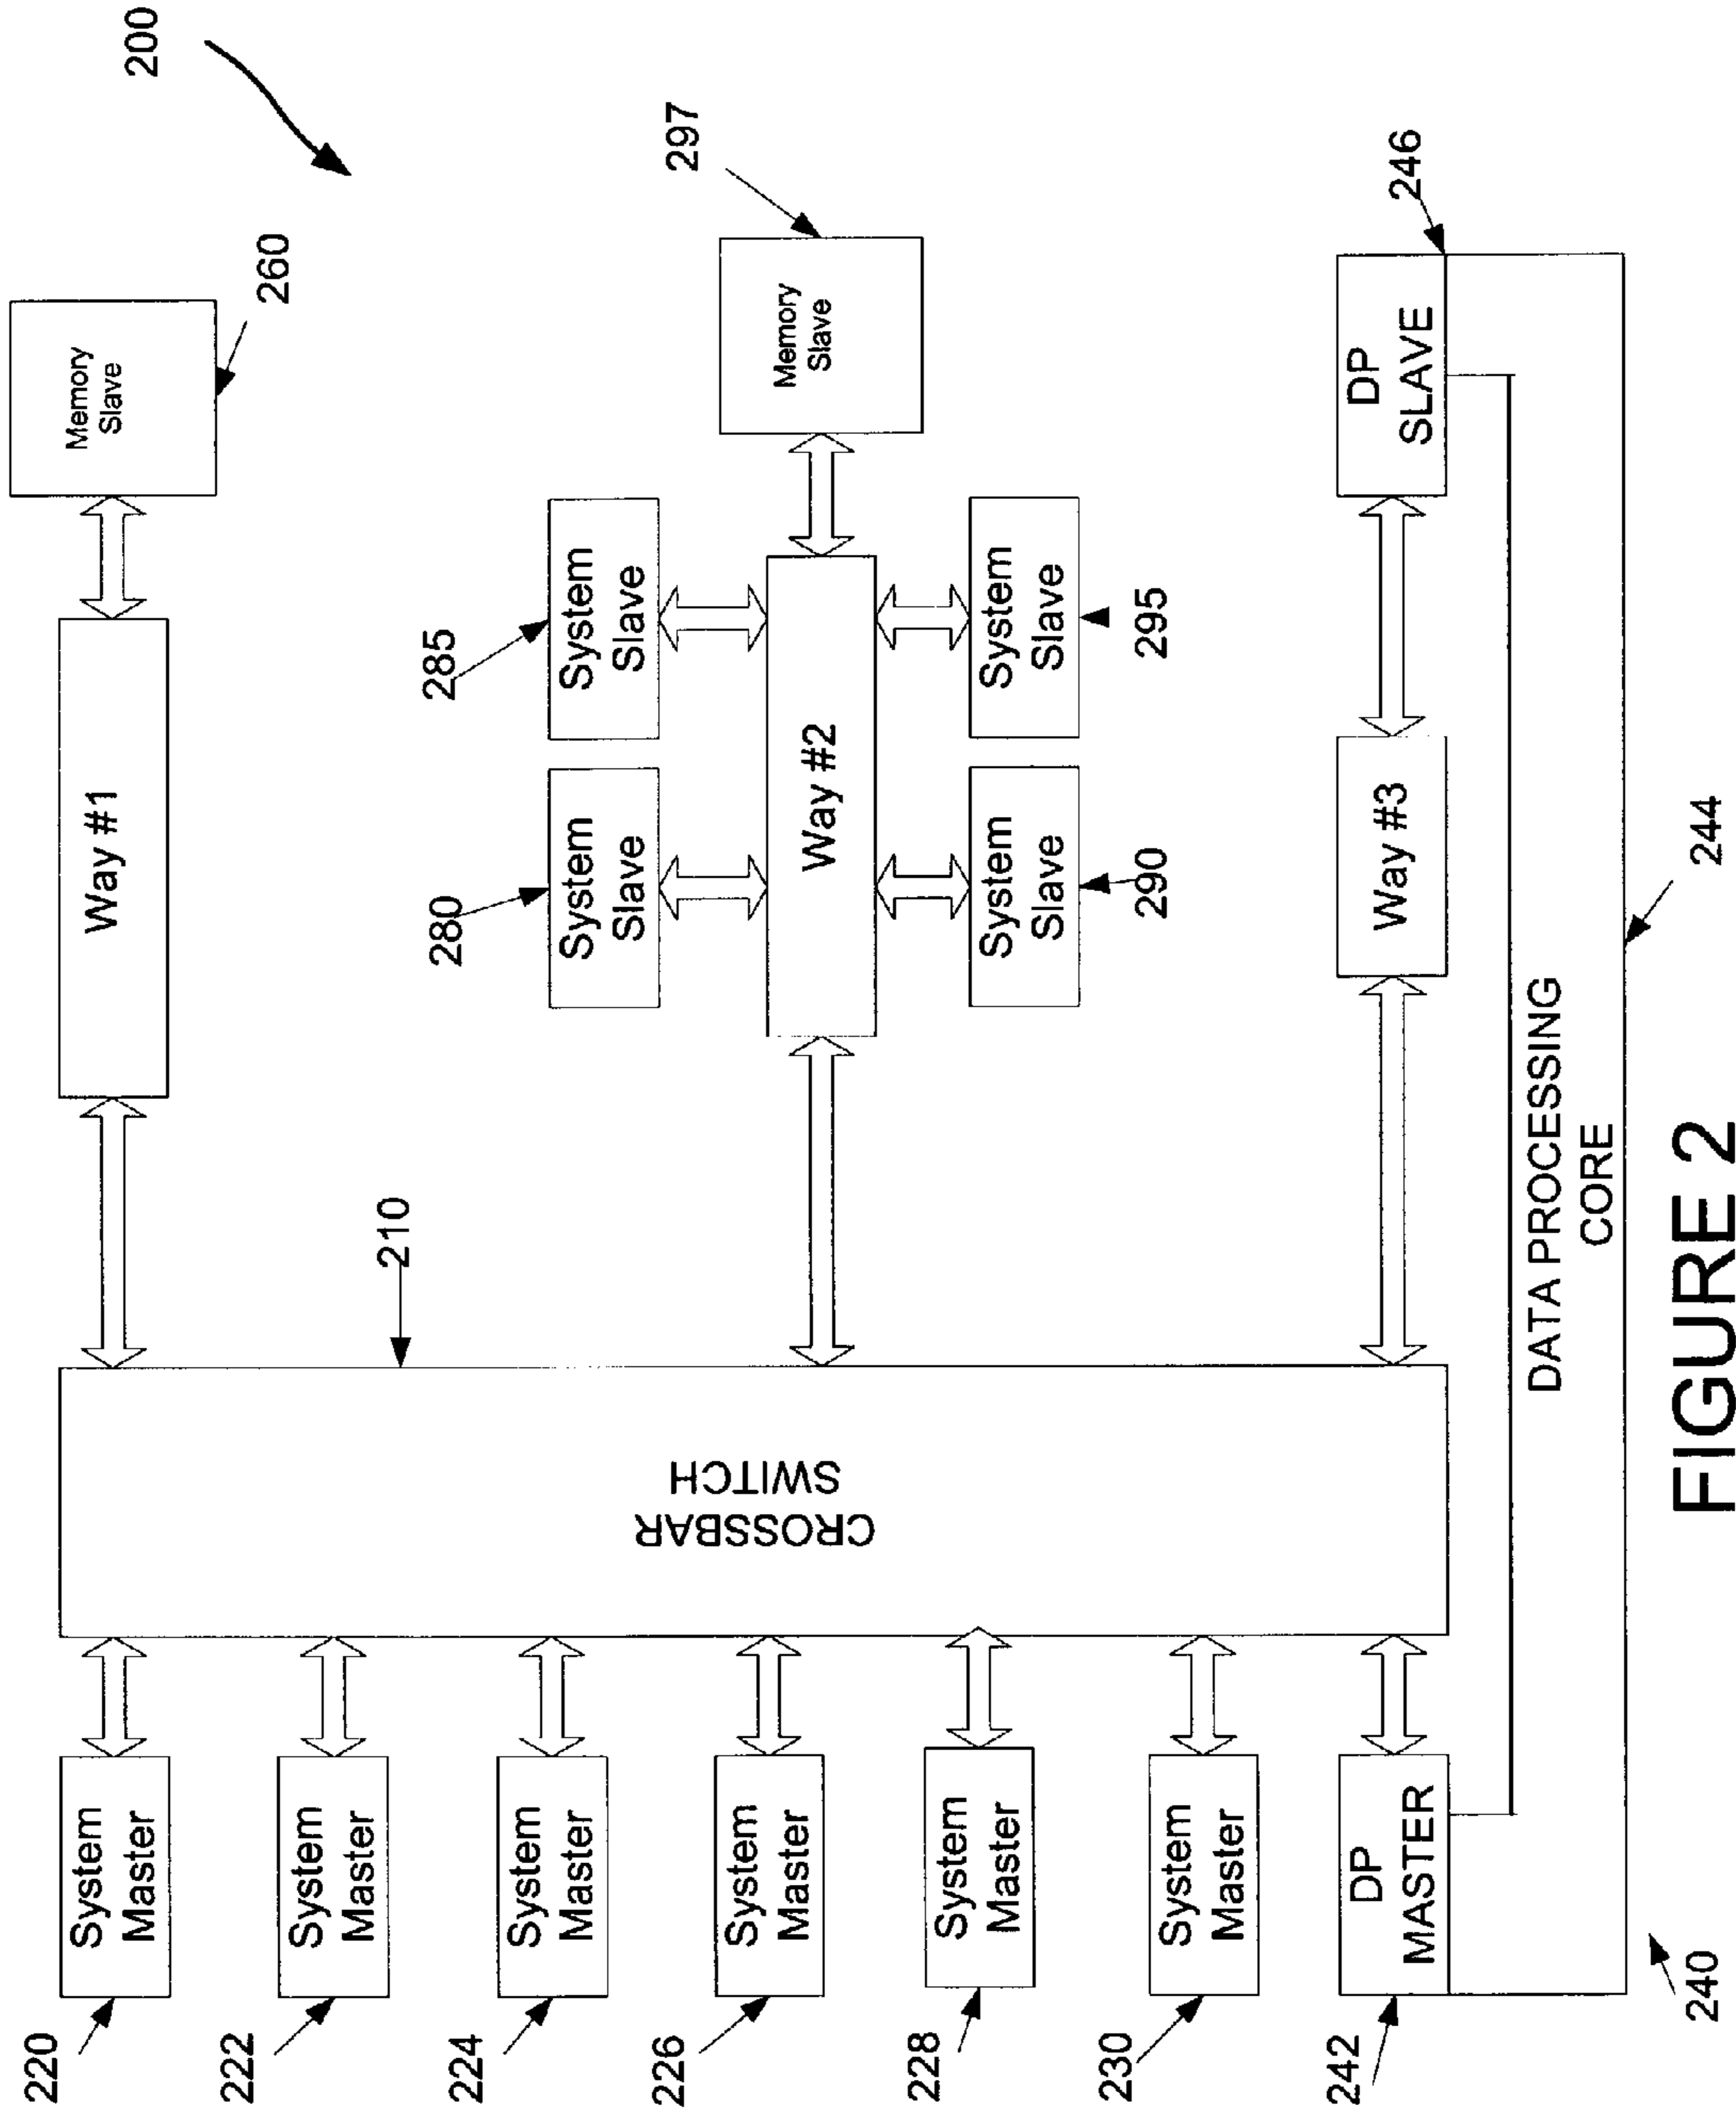 200
Memory
Slave
260
Way #1
Memory
Slave
297
285
System
Slave
280
System
Slave
Way #2
System
Slave
295
System
Slave
290
210
CROSSBAR
SWITCH
DP
SLAVE
246
Way #3
DATA PROCESSING
CORE
244
System
Master
220
System
Master
222
System
Master
224
System
Master
226
System
Master
228
System
Master
230
DP
MASTER
242
240
FIGURE 2